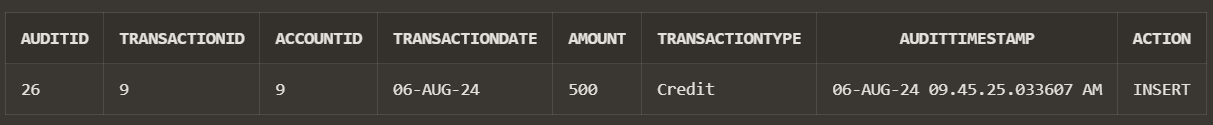 AUDITID TRANSACTIONID ACCOUNTID TRANSACTIONDATE AMOUNT TRANSACTIONTYPE AUDITTIMESTAMP ACTION
26 9 9 06-AUG-24 500 Credit 06-AUG-24 09.45.25.033607 AM INSERT